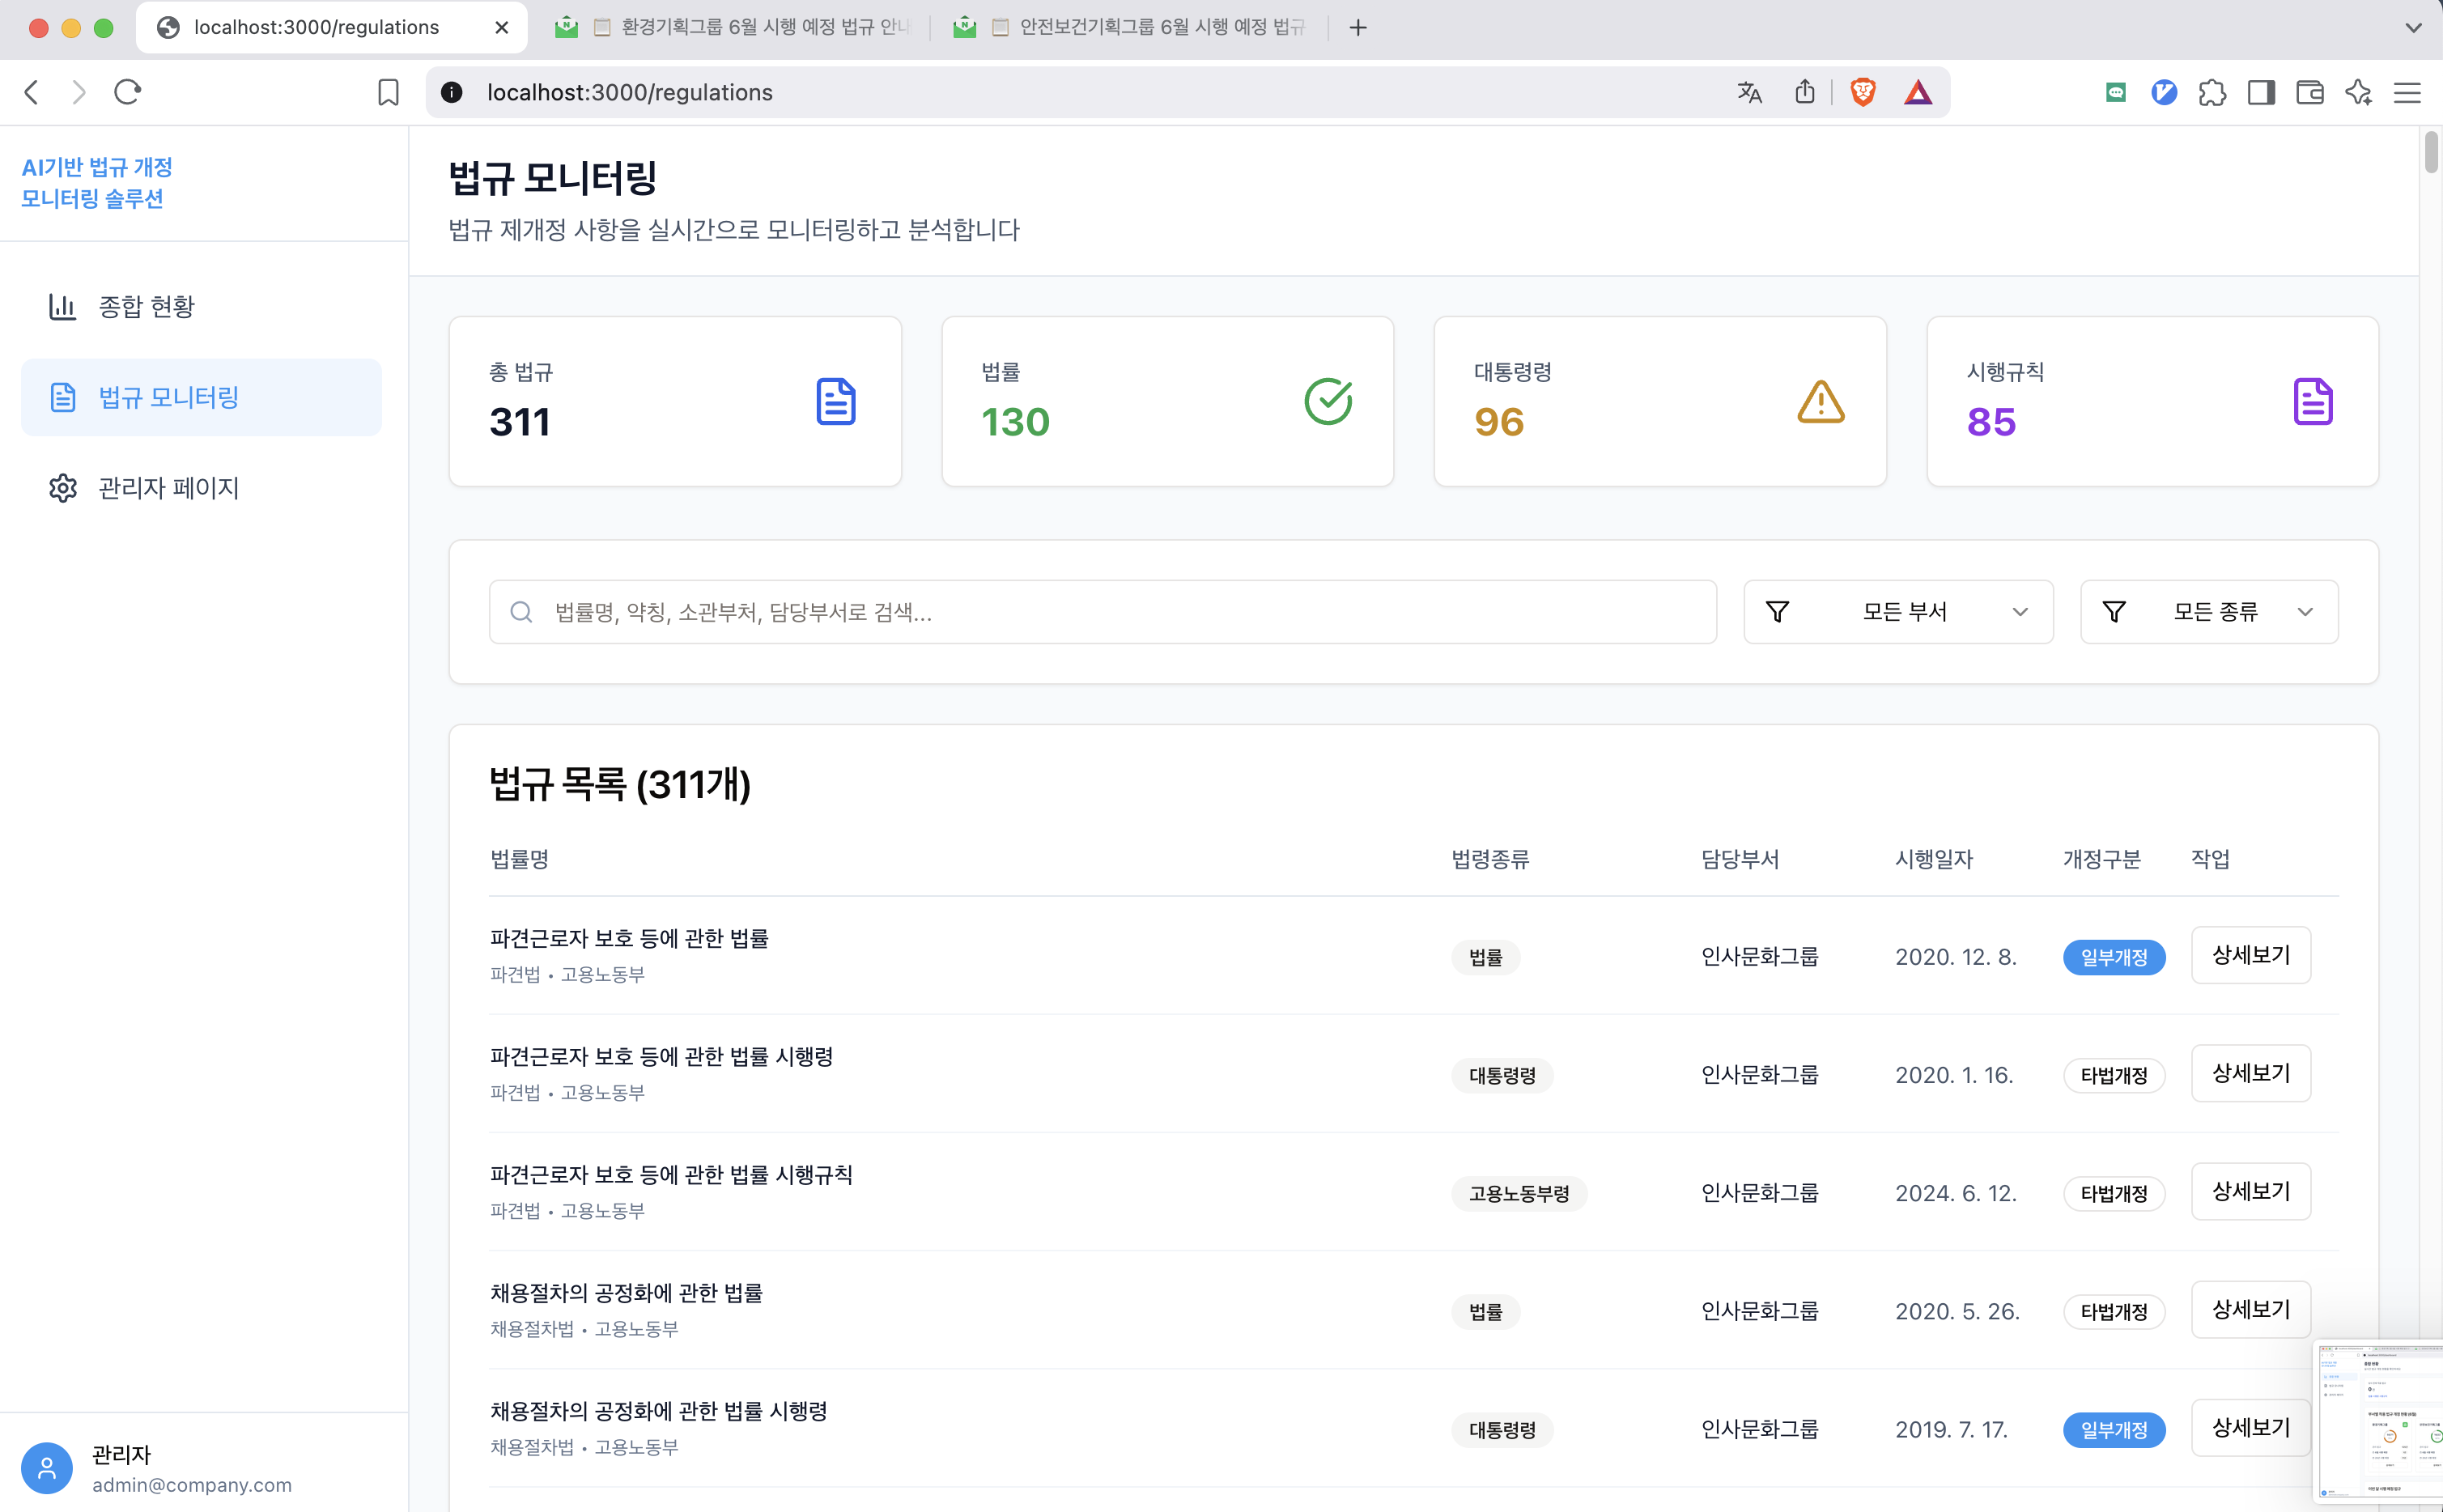 localhost:3000/regulations
환경기획그룹 6월 시행 예정 법규 안내
안전보건기획그룹 6월 시행 예정 법규
localhost:3000/regulations
AI기반 법규 개정
모니터링 솔루션
종합 현황
법규 모니터링
관리자 페이지
관리자
admin@company.com
법규 모니터링
법규 제개정 사항을 실시간으로 모니터링하고 분석합니다
총 법규
311
법률
130
대통령령
96
시행규칙
85
법률명, 약칭, 소관부처, 담당부서로 검색...
모든 부서
모든 종류
법규 목록 (311개)
법률명 법령종류 담당부서 시행일자 개정구분 작업
파견근로자 보호 등에 관한 법률
파견법 • 고용노동부
법률 인사문화그룹 2020. 12. 8. 일부개정 상세보기
파견근로자 보호 등에 관한 법률 시행령
파견법 • 고용노동부
대통령령 인사문화그룹 2020. 1. 16. 타법개정 상세보기
파견근로자 보호 등에 관한 법률 시행규칙
파견법 • 고용노동부
고용노동부령 인사문화그룹 2024. 6. 12. 타법개정 상세보기
채용절차의 공정화에 관한 법률
채용절차법 • 고용노동부
법률 인사문화그룹 2020. 5. 26. 타법개정 상세보기
채용절차의 공정화에 관한 법률 시행령
채용절차법 • 고용노동부
대통령령 인사문화그룹 2019. 7. 17. 일부개정 상세보기